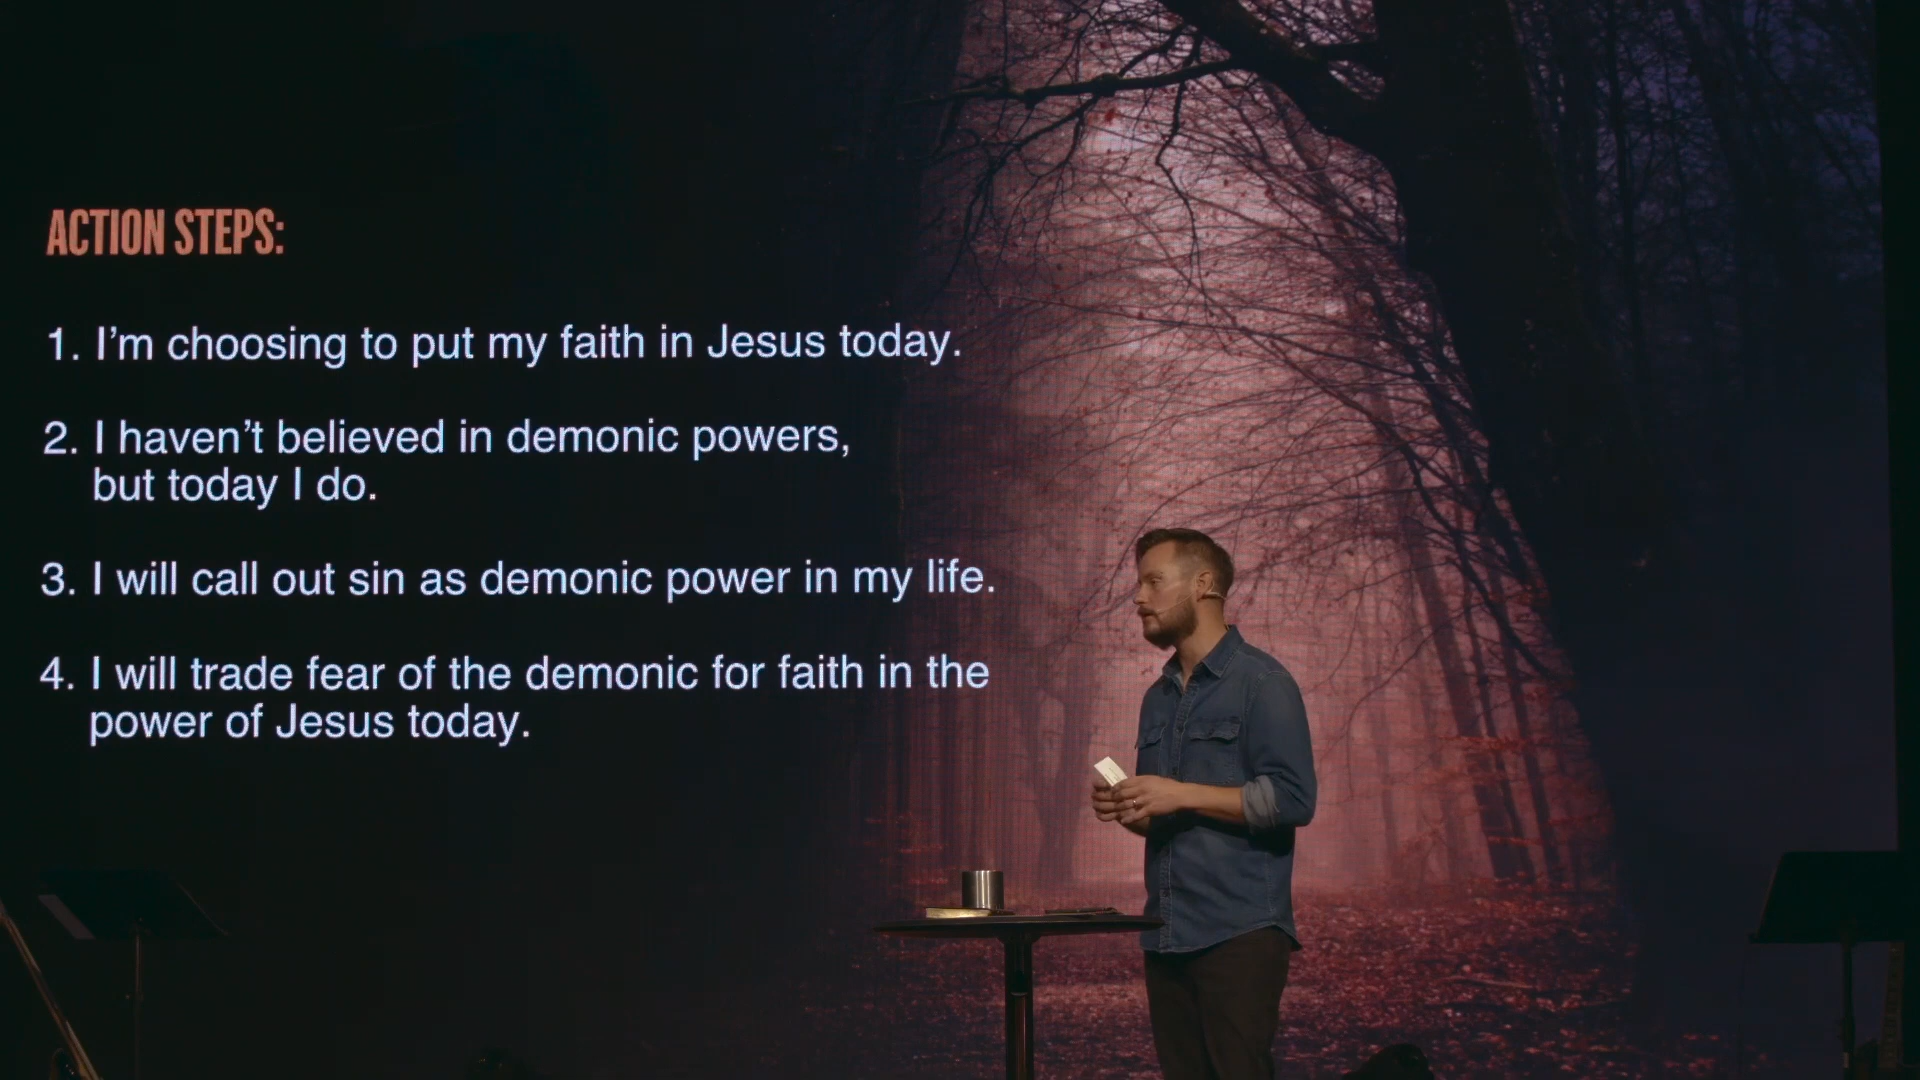 ACTION STEPS:
1. I’m choosing to put my faith in Jesus today.
2. I haven’t believed in demonic powers,
but today I do.
3. I will call out sin as demonic power in my life.
4. I will trade fear of the demonic for faith in the
power of Jesus today.